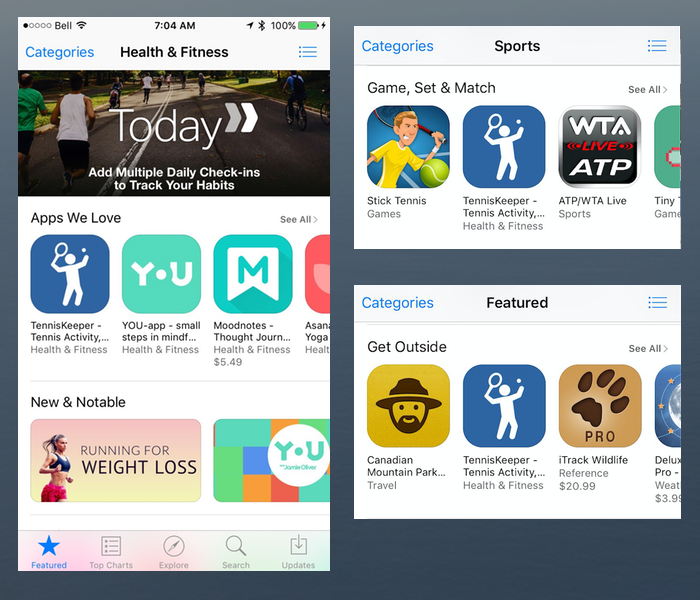 Bell 7:04 AM 100%
Categories Health & Fitness
Today
Add Multiple Daily Check-ins
to Track Your Habits
Apps We Love See All
TennisKeeper -
Tennis Activity,...
Health & Fitness
YOU
YOU-app - small
steps in mindf...
Health & Fitness
M
Moodnotes -
Thought Journ...
Health & Fitness
$5.49
Asana
Yoga
Health
New & Notable
RUNNING FOR
WEIGHT LOSS
YOU
Jamie Oliver
Featured Top Charts Explore Search Updates
Categories Sports
Game, Set & Match See All
Stick Tennis
Games
TennisKeeper -
Tennis Activity,...
Health & Fitness
WTA
LIVE
ATP
ATP/WTA Live
Sports
Tiny T
Game
Categories Featured
Get Outside See All
Canadian
Mountain Park...
Travel
TennisKeeper -
Tennis Activity,...
Health & Fitness
PRO
iTrack Wildlife
Reference
$20.99
Delux
Pro -
Weat
$3.99